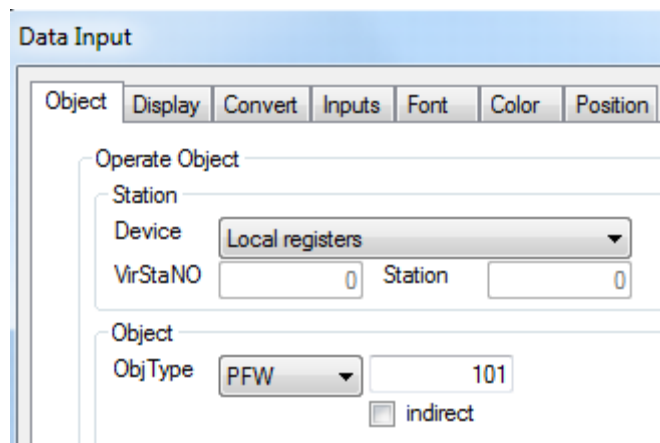 Data Input
Object Display Convert Inputs Font Color Position
Operate Object
Station
Device Local registers
VirStaNO 0 Station 0
Object
ObjType PFW 101
indirect